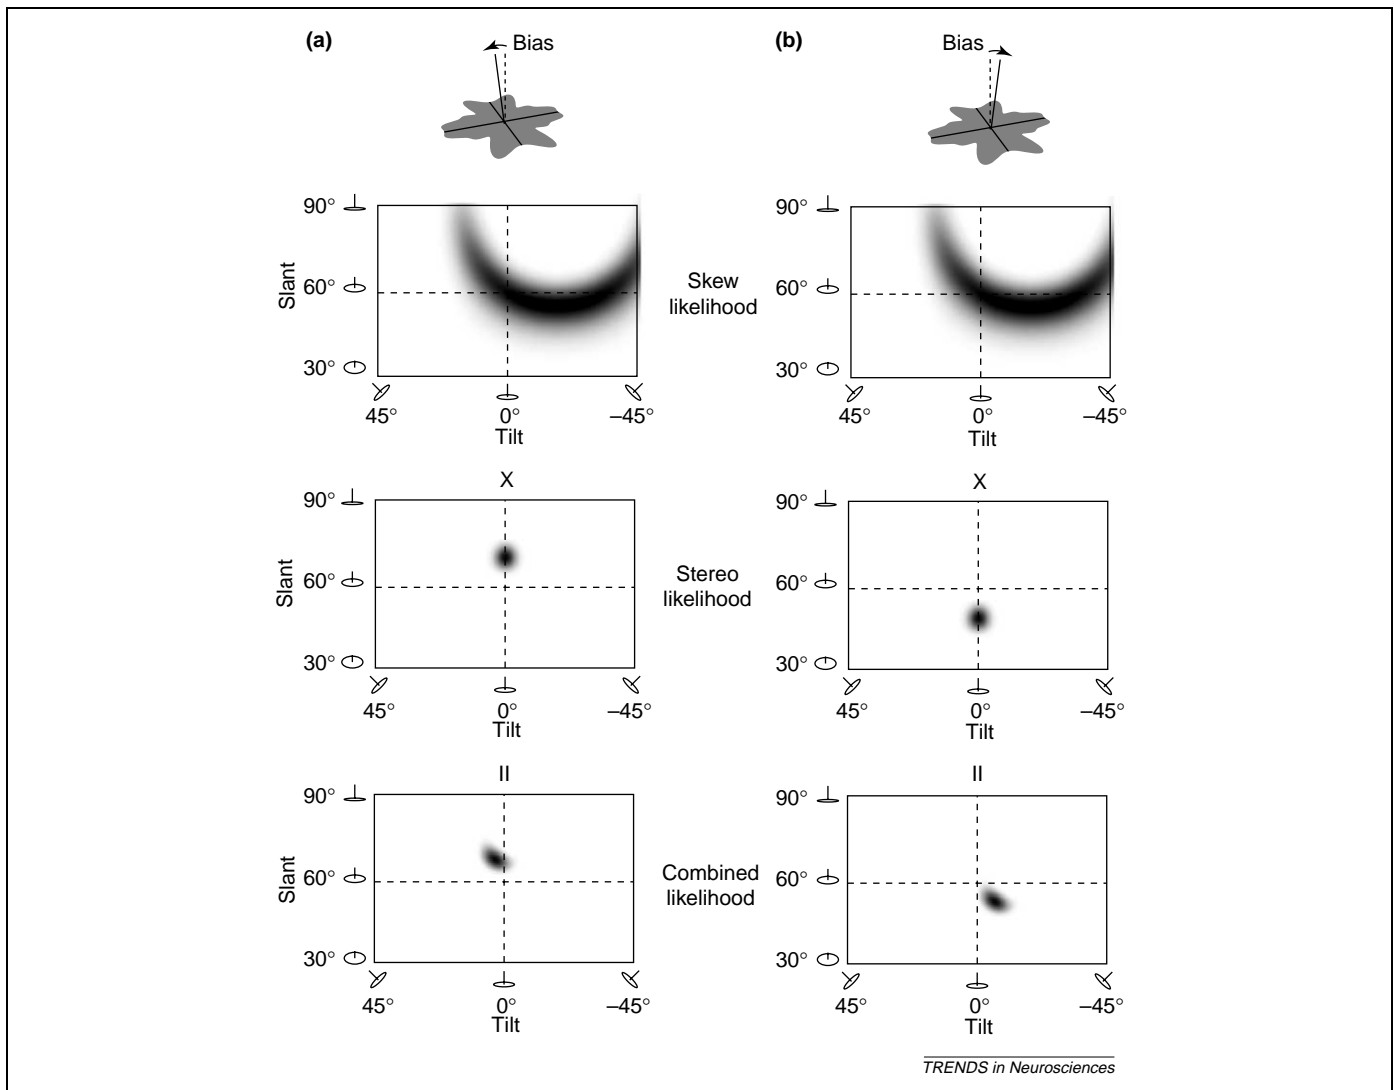 (a)
Bias
(b)
Bias
90°
Slant
60°
30°
45°
0°
–45°
Tilt
Skew
likelihood
90°
60°
30°
45°
0°
–45°
Tilt
X
90°
Slant
60°
30°
45°
0°
–45°
Tilt
Stereo
likelihood
X
90°
60°
30°
45°
0°
–45°
Tilt
II
90°
Slant
60°
30°
45°
0°
–45°
Tilt
Combined
likelihood
II
90°
60°
30°
45°
0°
–45°
Tilt
TRENDS in Neurosciences